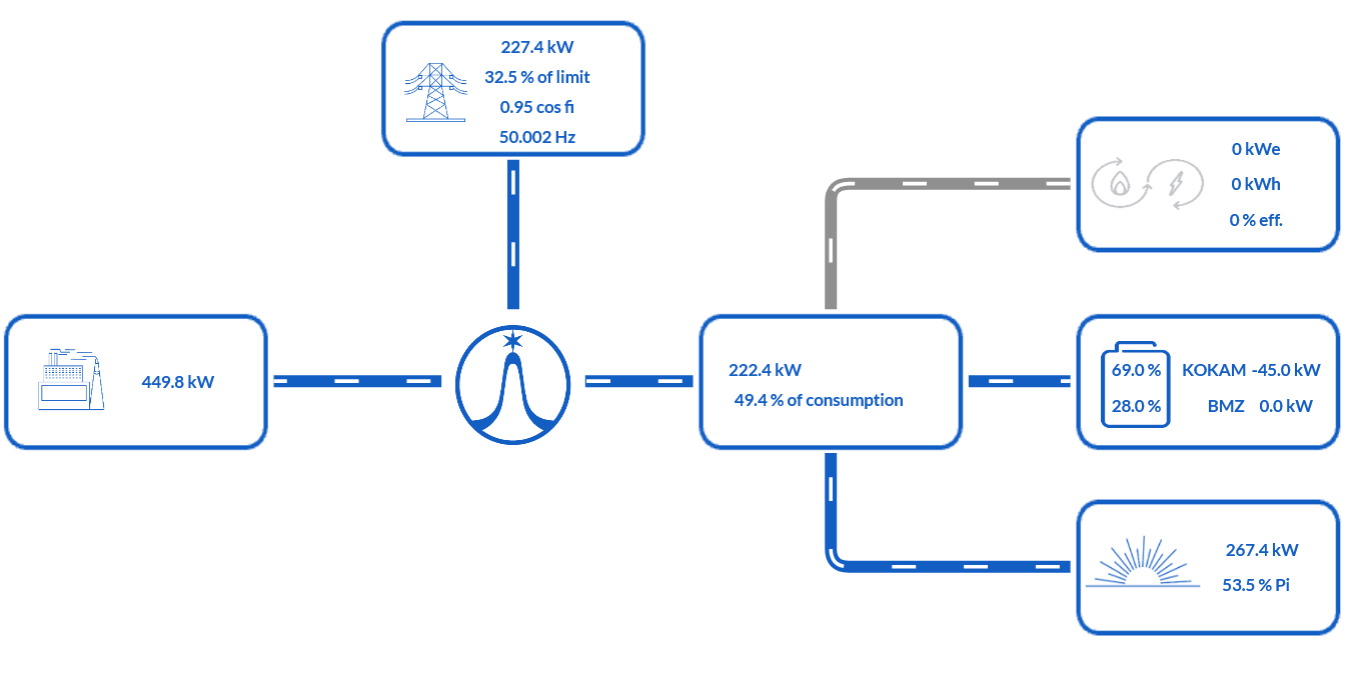 227.4 kW
32.5 % of limit
0.95 cos fi
50.002 Hz
0 kWe
0 kWh
0 % eff.
449.8 kW
222.4 kW
49.4 % of consumption
69.0 % KOKAM -45.0 kW
28.0 % BMZ 0.0 kW
267.4 kW
53.5 % Pi